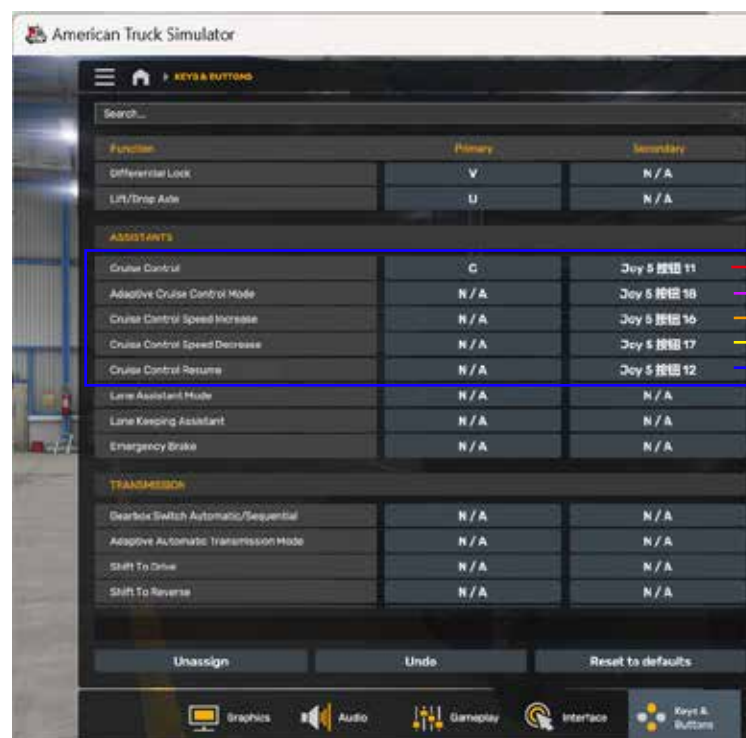 American Truck Simulator
KEYS & BUTTONS
Search...
Function Primary Secondary
Differential Lock V N / A
Lift/Drop Axle U N / A
ASSISTANTS
Cruise Control C Joy 5 按钮 11
Adaptive Cruise Control Mode N / A Joy 5 按钮 18
Cruise Control Speed Increase N / A Joy 5 按钮 16
Cruise Control Speed Decrease N / A Joy 5 按钮 17
Cruise Control Resume N / A Joy 5 按钮 12
Lane Assistant Mode N / A N / A
Lane Keeping Assistant N / A N / A
Emergency Brake N / A N / A
TRANSMISSION
Gearbox Switch Automatic/Sequential N / A N / A
Adaptive Automatic Transmission Mode N / A N / A
Shift To Drive N / A N / A
Shift To Reverse N / A N / A
Unassign Undo Reset to defaults
Graphics Audio Gameplay Interface Keys & Buttons